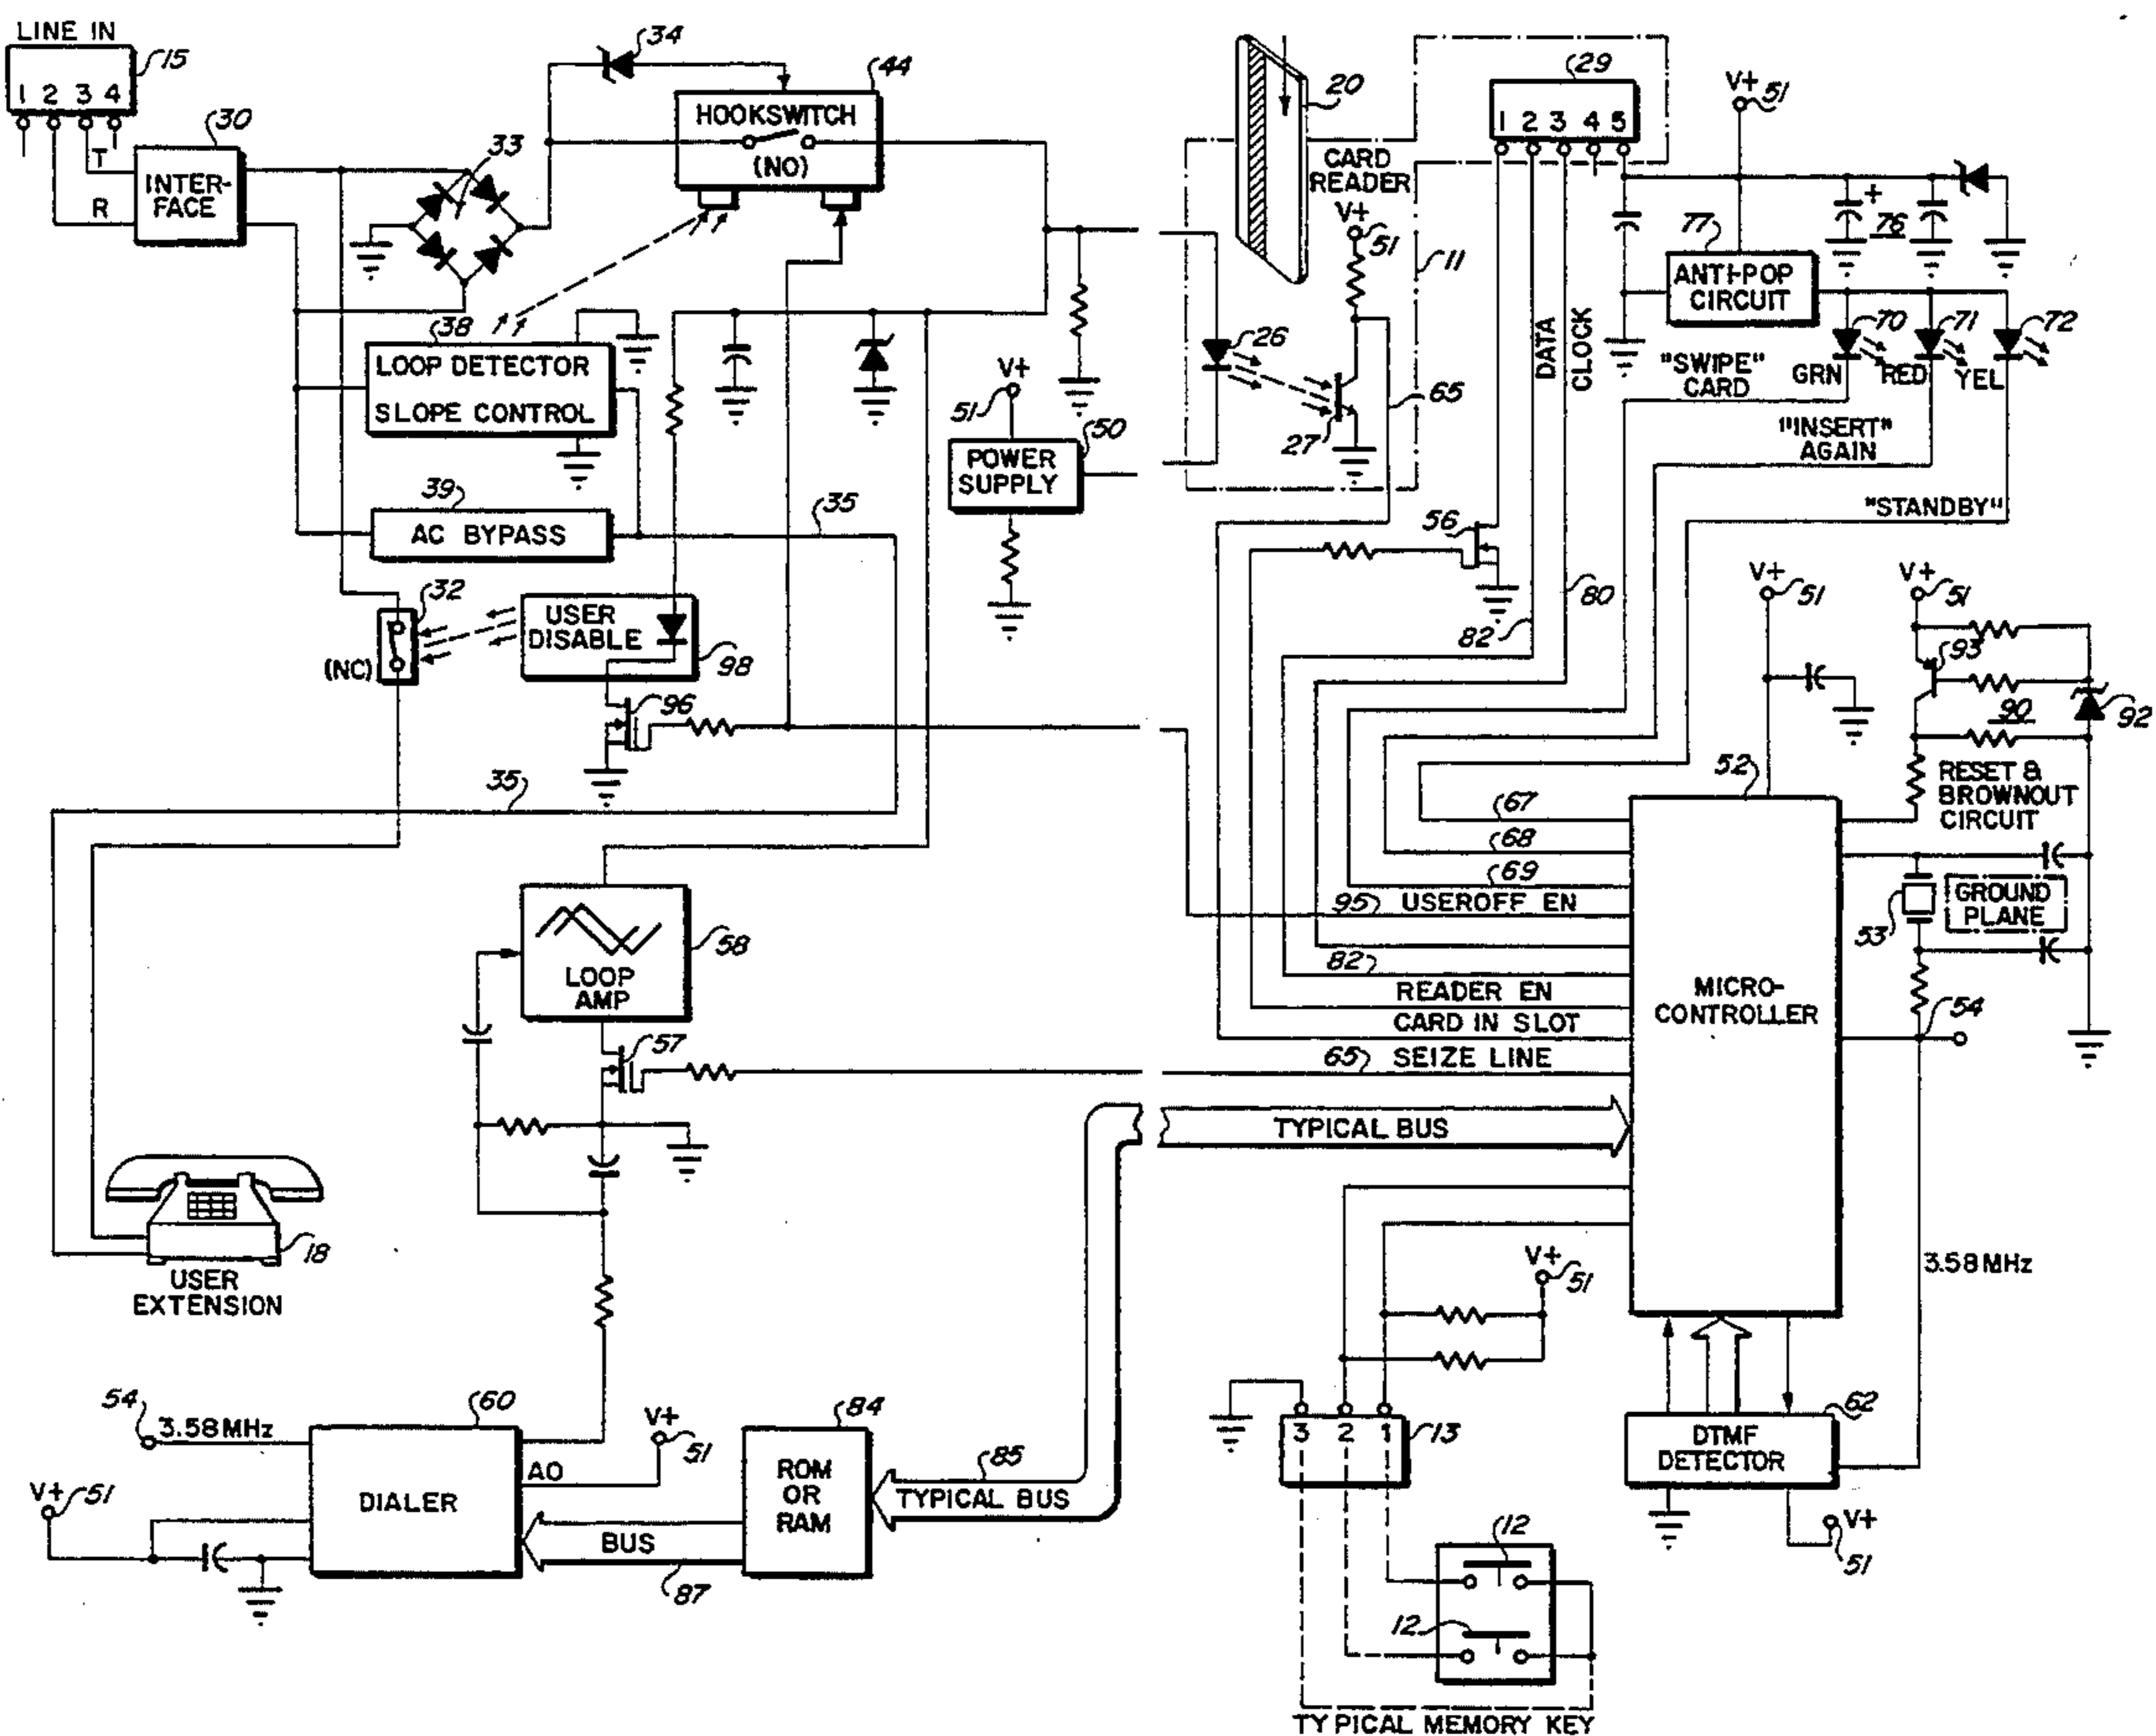 LINE IN
15
1 2 3 4
T
R
30
INTER-
FACE
33
34
44
HOOKSWITCH
(NO)
38
LOOP DETECTOR
SLOPE CONTROL
39
AC BYPASS
35
32
(NC)
USER
DISABLE
98
96
35
V+
51
50
POWER
SUPPLY
58
LOOP
AMP
57
18
USER
EXTENSION
54
3.58 MHz
60
V+
51
AO
DIALER
V+
51
84
ROM
OR
RAM
BUS
87
85
TYPICAL BUS
20
CARD
READER
V+
51
11
26
27
65
29
1 2 3 4 5
DATA
CLOCK
V+
51
77
ANTI-POP
CIRCUIT
+
76
70
71
72
GRN
RED
YEL
"SWIPE"
CARD
"INSERT"
AGAIN
"STANDBY"
56
82
80
V+
51
V+
51
93
90
92
RESET &
BROWNOUT
CIRCUIT
52
67
68
69
95
USEROFF EN
82
READER EN
CARD IN SLOT
65
SEIZE LINE
TYPICAL BUS
MICRO-
CONTROLLER
53
GROUND
PLANE
54
3.58 MHz
V+
51
13
3 2 1
62
DTMF
DETECTOR
V+
51
12
12
TYPICAL MEMORY KEY